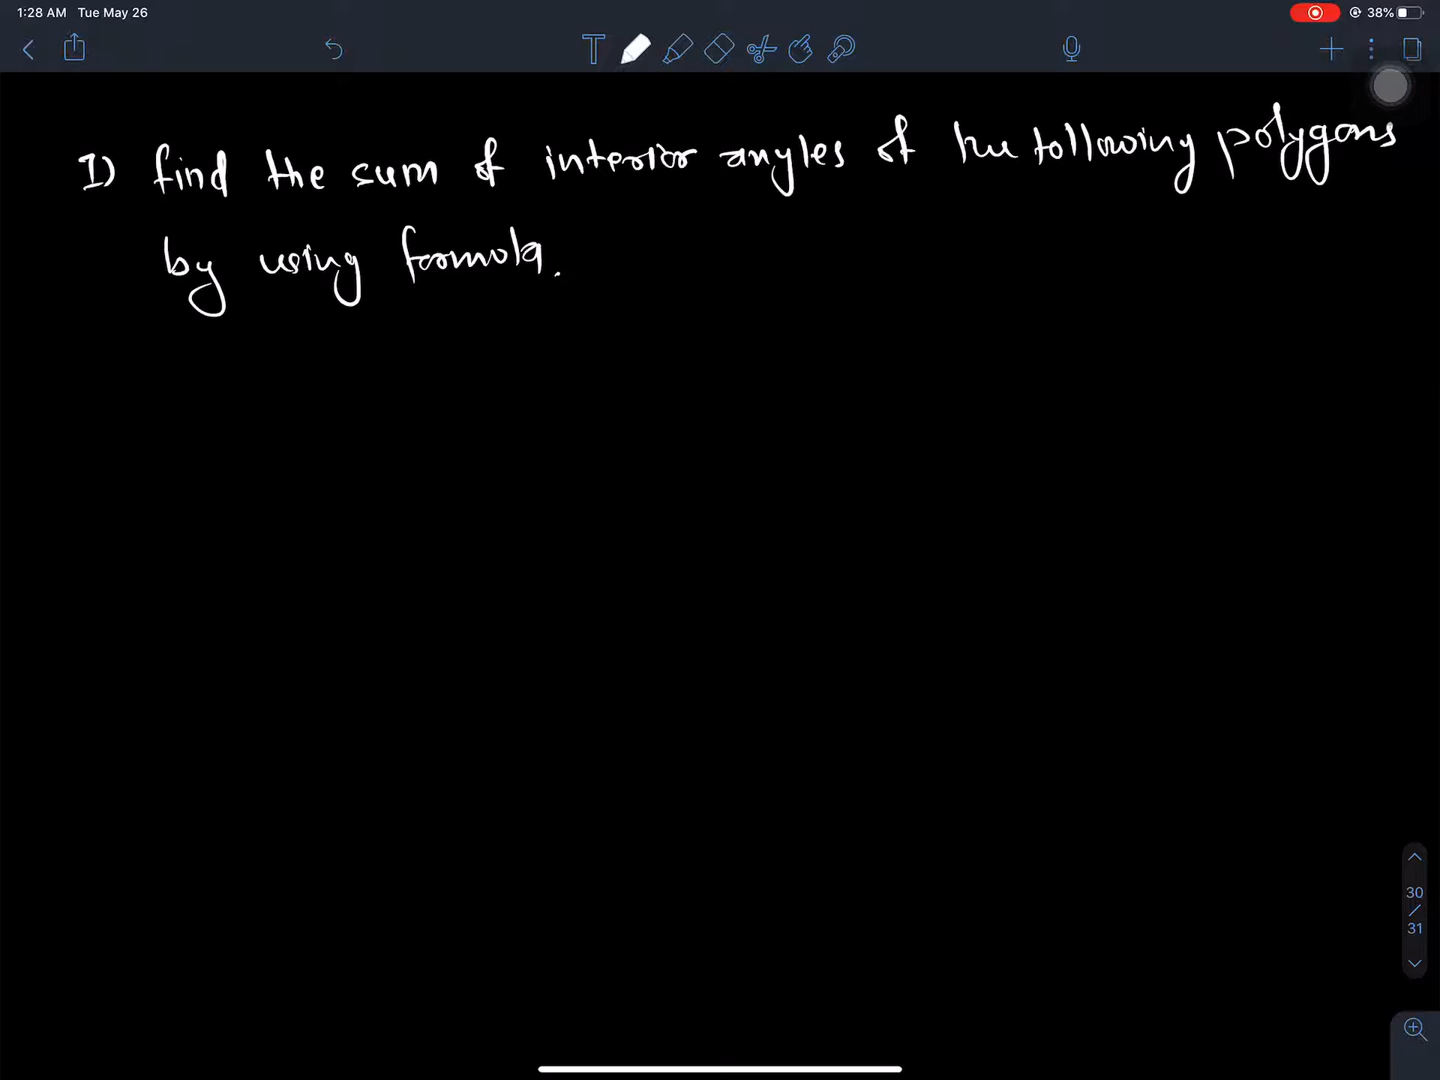 1:28 AM Tue May 26
38%
1) find the sum of interior angles of the following polygons
by using formula.
30
/
31